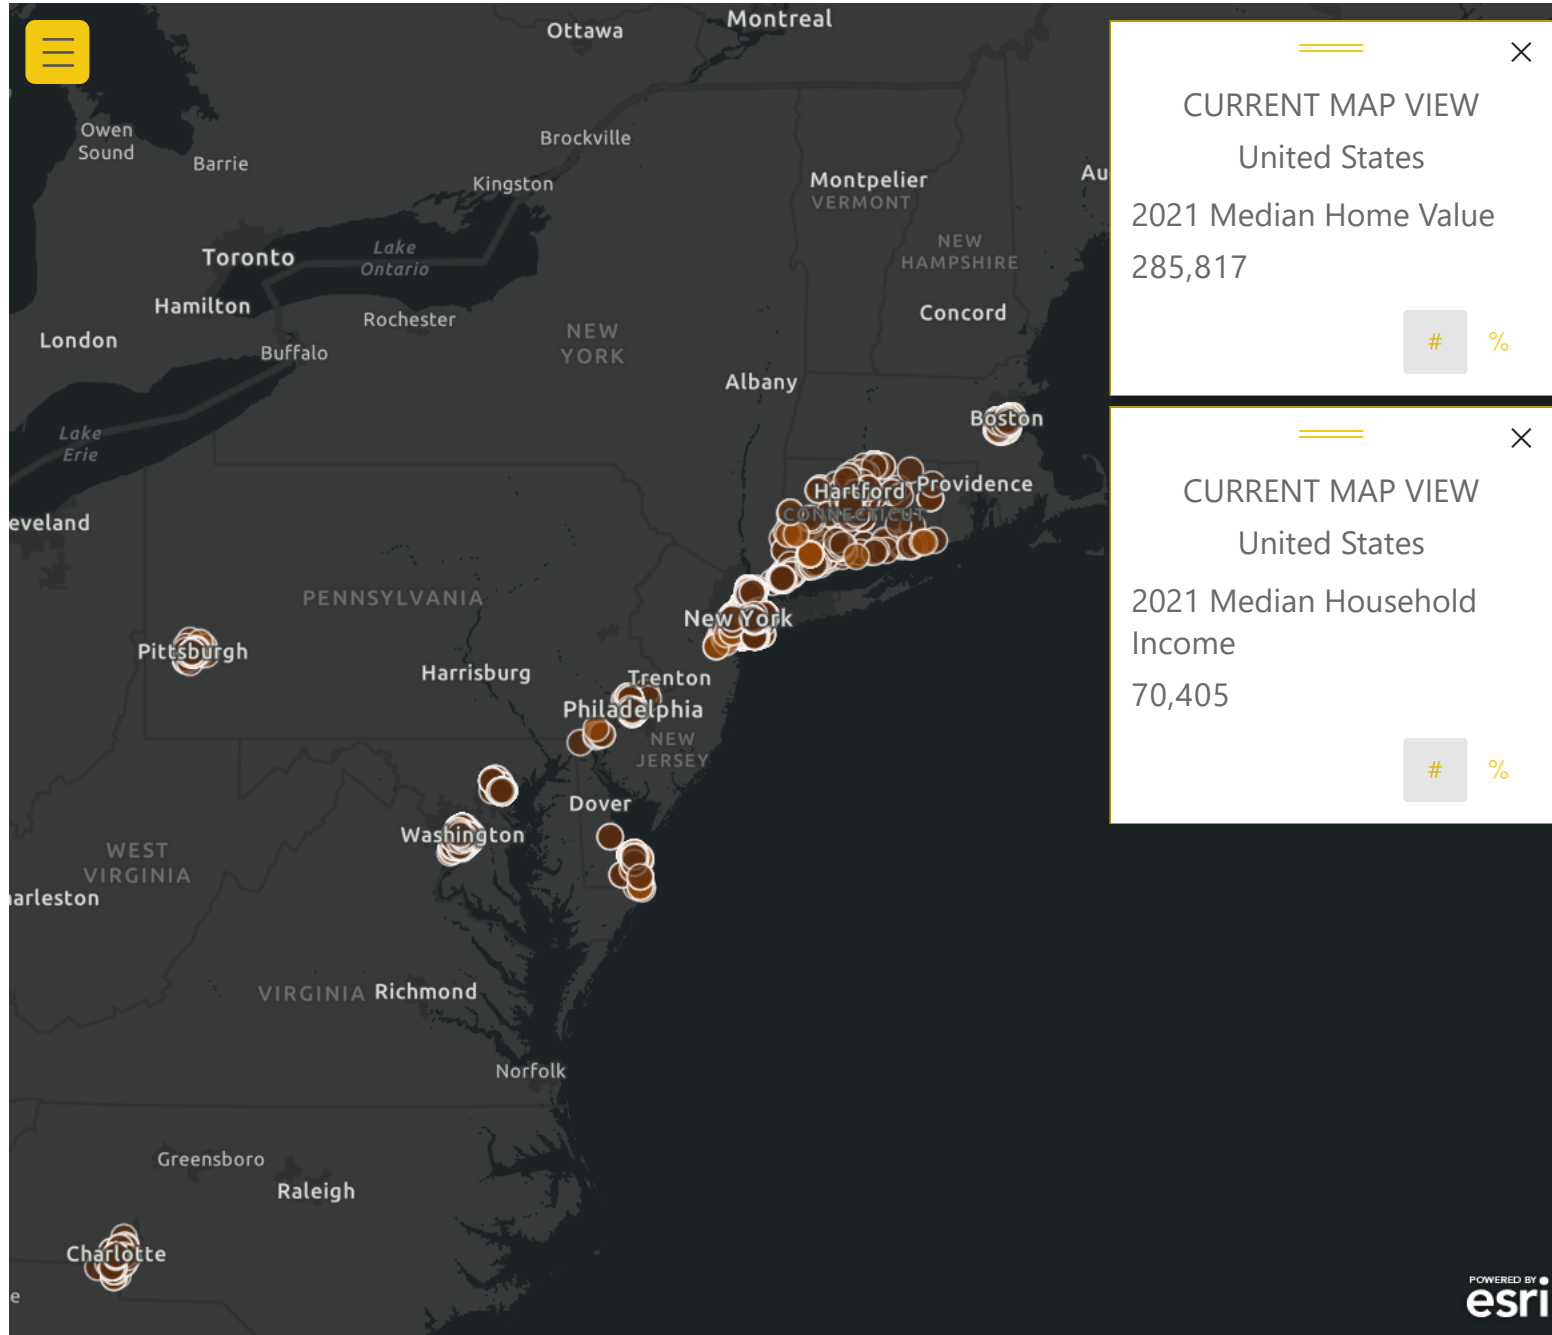 Ottawa
Montreal
Owen
Sound
Barrie
Brockville
Kingston
Montpelier
VERMONT
Au
Toronto
Lake
Ontario
NEW
HAMPSHIRE
Hamilton
Rochester
Concord
London
Buffalo
NEW
YORK
Albany
Boston
Lake
Erie
Hartford
Providence
CONNECTICUT
eveland
PENNSYLVANIA
New York
Pittsburgh
Harrisburg
Trenton
Philadelphia
NEW
JERSEY
Dover
Washington
WEST
VIRGINIA
arleston
VIRGINIA
Richmond
Norfolk
Greensboro
Raleigh
Charlotte
e
CURRENT MAP VIEW
United States
2021 Median Home Value
285,817
# %
CURRENT MAP VIEW
United States
2021 Median Household
Income
70,405
# %
POWERED BY
esri